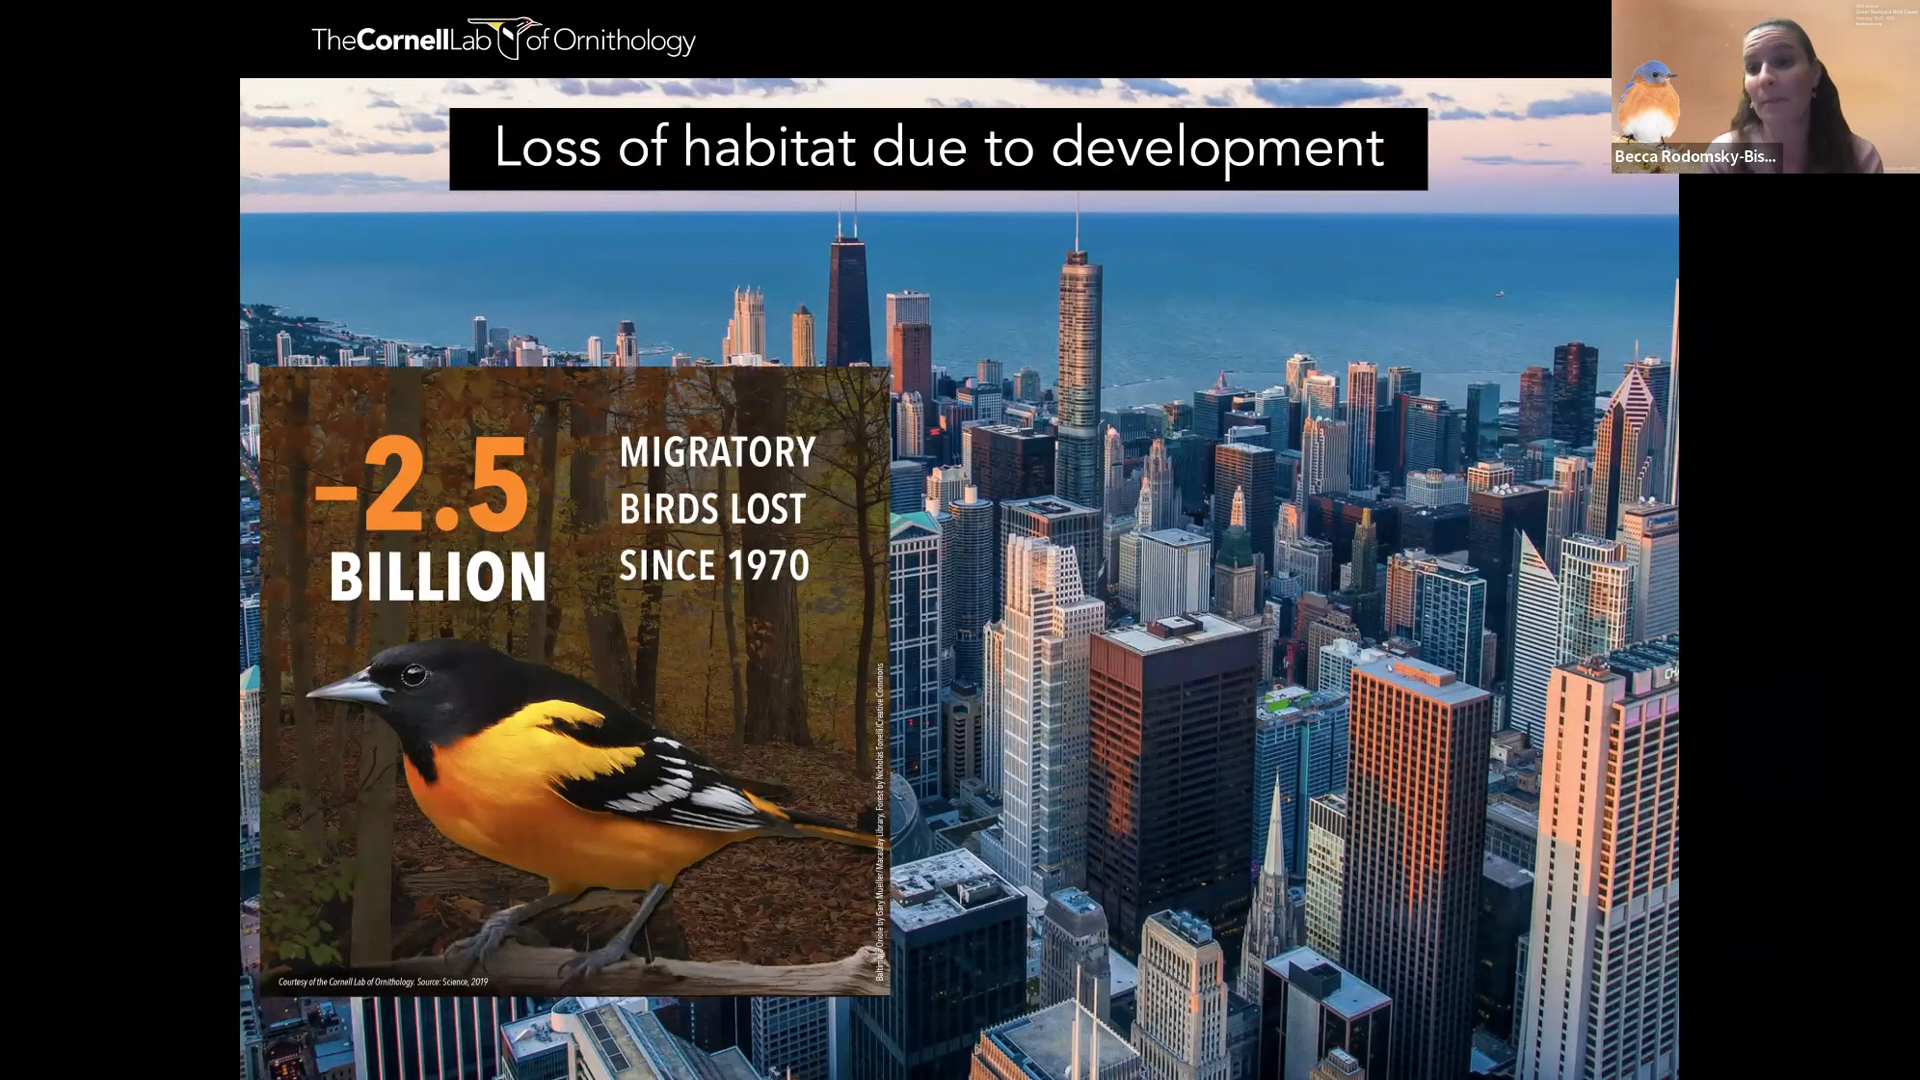 The Cornell Lab of Ornithology
Loss of habitat due to development
Becca Rodomsky-Bis...
-2.5
BILLION
MIGRATORY
BIRDS LOST
SINCE 1970
Courtesy of the Cornell Lab of Ornithology. Source: Science, 2019
Baltimore Oriole by Gary Mueller/Macaulay Library, Forest by Nicholas Tonelli/Creative Commons
CH